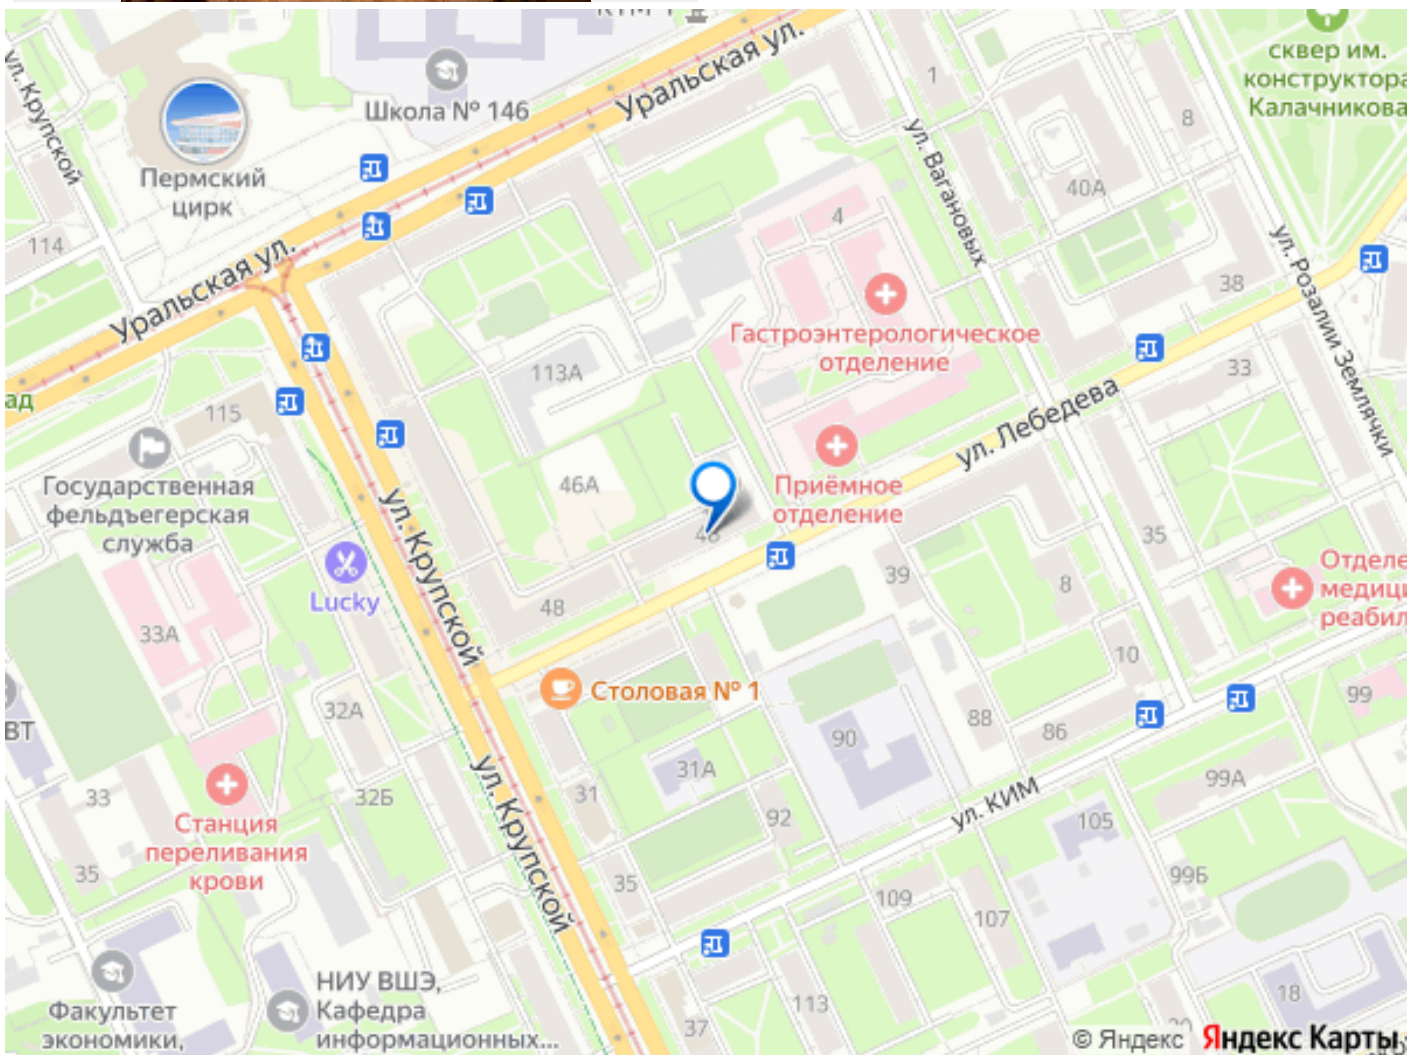 Уральская ул.
ул. Крупской
Школа № 146
1
сквер им.
конструктора
Калачникова
8
ул. Вагановых
Пермский
цирк
40А
4
114
Уральская ул.
ул. Розалии Землячки
38
Гастроэнтерологическое
отделение
113А
33
ад
115
ул. Лебедева
Государственная
фельдъегерская
служба
46А
Приёмное
отделение
ул. Крупской
35
Lucky
39
8
Отделе
медици
реабил
48
33А
10
Столовая № 1
99
32А
88
86
ВТ
90
31А
99А
ул. Крупской
33
32Б
31
ул. КИМ
92
105
Станция
переливания
крови
35
35
99Б
109
107
НИУ ВШЭ,
Кафедра
информационных...
Факультет
экономики,
113
18
37
© Яндекс
Яндекс Карты